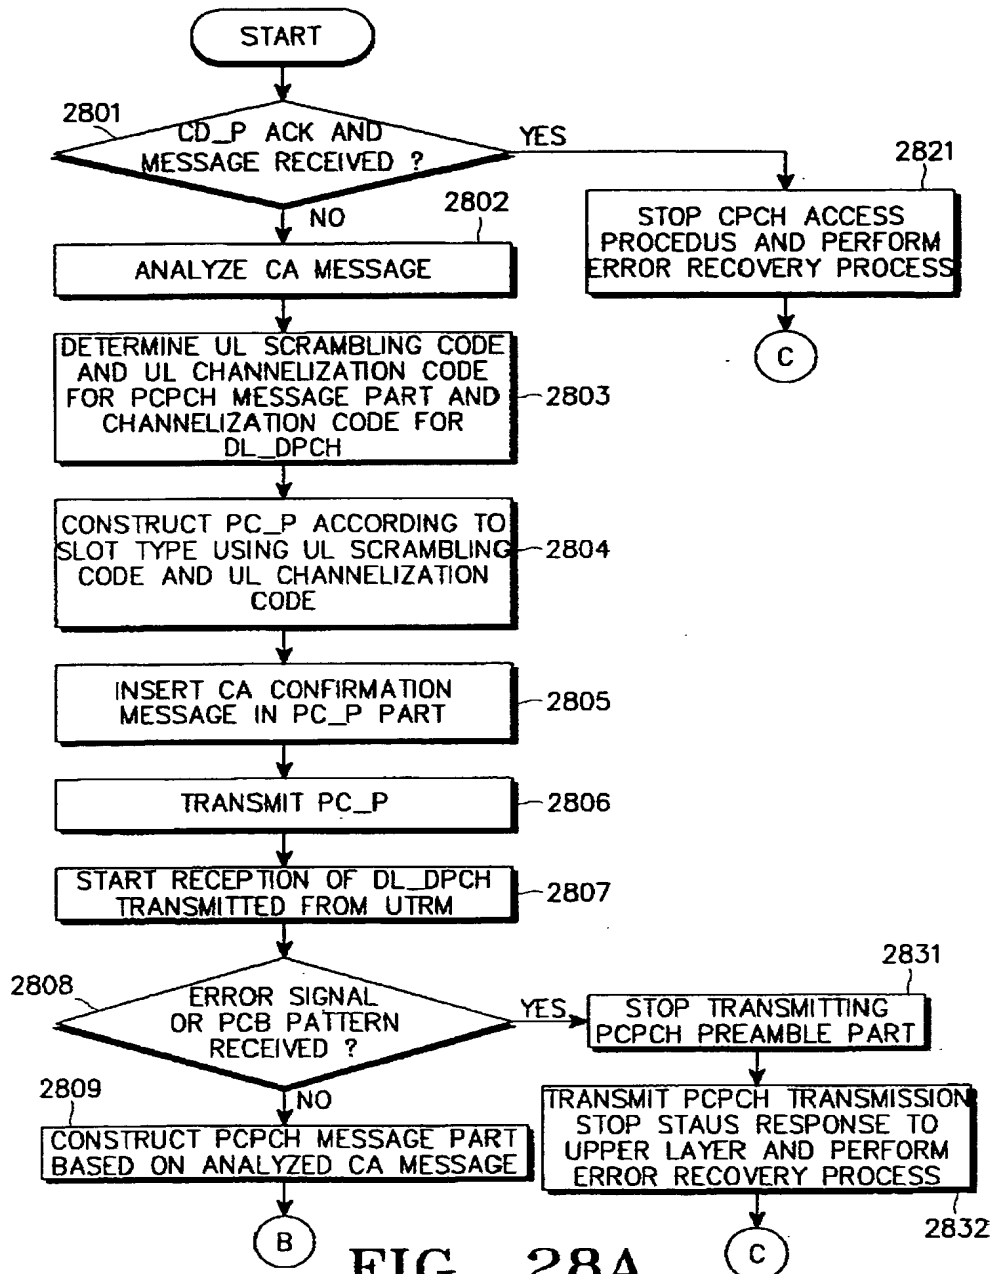 START
2801
CD_P ACK AND
MESSAGE RECEIVED ?
YES
2821
STOP CPCH ACCESS
PROCEDUS AND PERFORM
ERROR RECOVERY PROCESS
C
NO
2802
ANALYZE CA MESSAGE
DETERMINE UL SCRAMBLING CODE
AND UL CHANNELIZATION CODE
FOR PCPCH MESSAGE PART AND
CHANNELIZATION CODE FOR
DL_DPCH
2803
CONSTRUCT PC_P ACCORDING TO
SLOT TYPE USING UL SCRAMBLING
CODE AND UL CHANNELIZATION
CODE
2804
INSERT CA CONFIRMATION
MESSAGE IN PC_P PART
2805
TRANSMIT PC_P
2806
START RECEPTION OF DL_DPCH
TRANSMITTED FROM UTRM
2807
2808
ERROR SIGNAL
OR PCB PATTERN
RECEIVED ?
YES
2831
STOP TRANSMITTING
PCPCH PREAMBLE PART
NO
2809
CONSTRUCT PCPCH MESSAGE PART
BASED ON ANALYZED CA MESSAGE
TRANSMIT PCPCH TRANSMISSION
STOP STAUS RESPONSE TO
UPPER LAYER AND PERFORM
ERROR RECOVERY PROCESS
2832
B
C
FIG. 28A